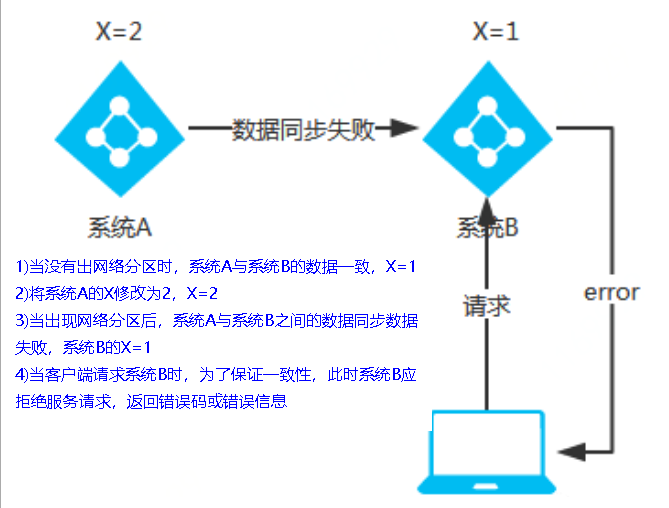 X=2
X=1
数据同步失败
系统A
系统B
1)当没有出网络分区时，系统A与系统B的数据一致，X=1
2)将系统A的X修改为2，X=2
3)当出现网络分区后，系统A与系统B之间的数据同步数据
失败，系统B的X=1
4)当客户端请求系统B时，为了保证一致性，此时系统B应
拒绝服务请求，返回错误码或错误信息
请求
error